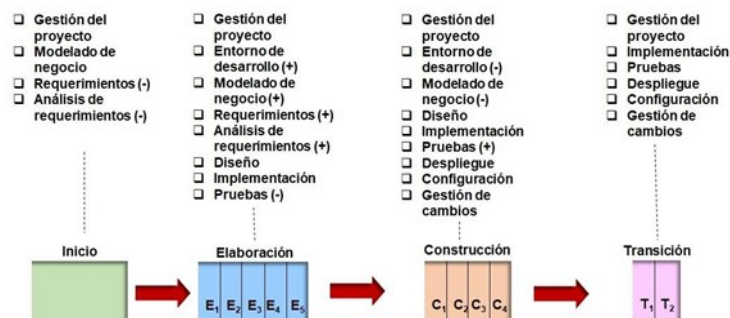 ❑ Gestión del
proyecto
❑ Modelado de
negocio
❑ Requerimientos (-)
❑ Análisis de
requerimientos (-)
❑ Gestión del
proyecto
❑ Entorno de
desarrollo (+)
❑ Modelado de
negocio (+)
❑ Requerimientos (+)
❑ Análisis de
requerimientos (+)
❑ Diseño
❑ Implementación
❑ Pruebas (-)
❑ Gestión del
proyecto
❑ Entorno de
desarrollo (-)
❑ Modelado de
negocio (-)
❑ Diseño
❑ Implementación
❑ Pruebas (+)
❑ Despliegue
❑ Configuración
❑ Gestión de
cambios
❑ Gestión del
proyecto
❑ Implementación
❑ Pruebas
❑ Despliegue
❑ Configuración
❑ Gestión de
cambios
Inicio
Elaboración
Construcción
Transición
E1 E2 E3 E4 E5
C1 C2 C3 C4
T1 T2